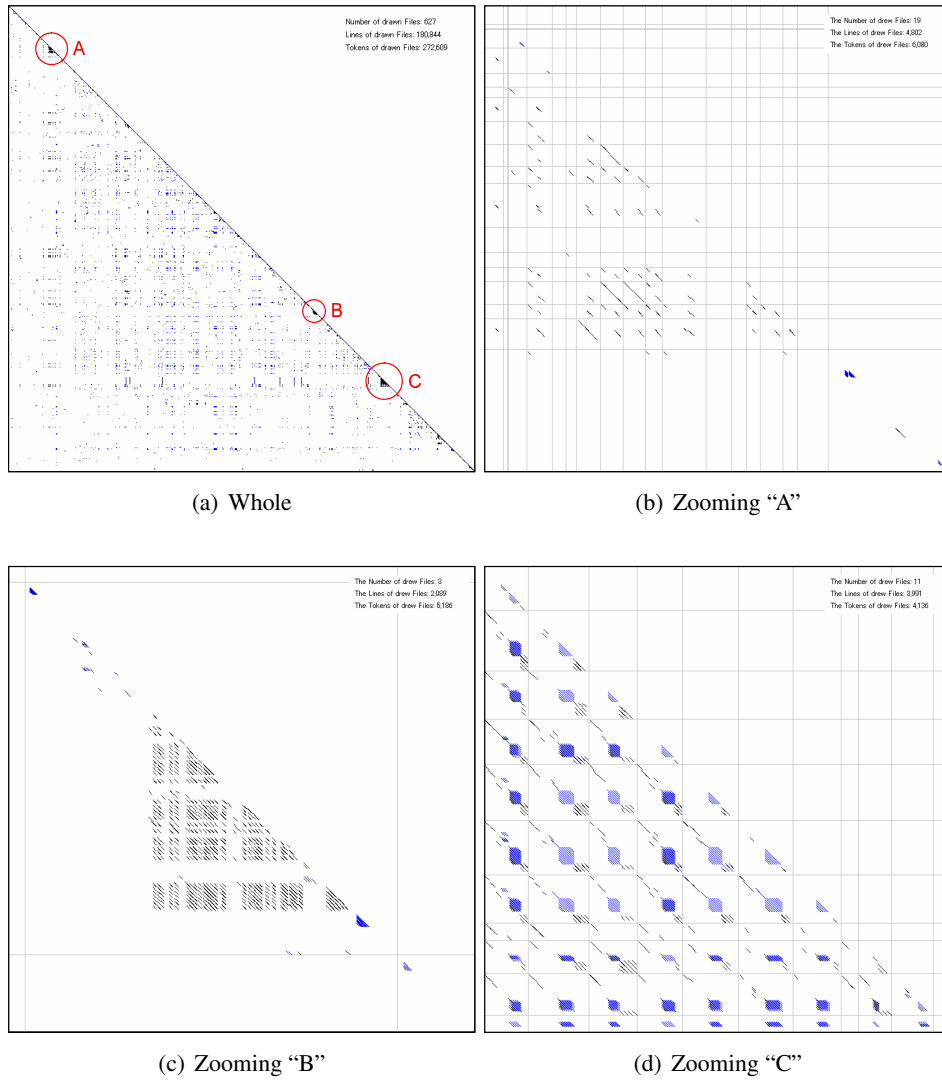 Number of drawn Files: 627
Lines of drawn Files: 180,844
Tokens of drawn Files: 272,609
A
B
C
(a) Whole
The Number of drew Files: 19
The Lines of drew Files: 4,802
The Tokens of drew Files: 6,080
(b) Zooming “A”
The Number of drew Files: 3
The Lines of drew Files: 2,089
The Tokens of drew Files: 5,186
(c) Zooming “B”
The Number of drew Files: 11
The Lines of drew Files: 3,991
The Tokens of drew Files: 4,136
(d) Zooming “C”